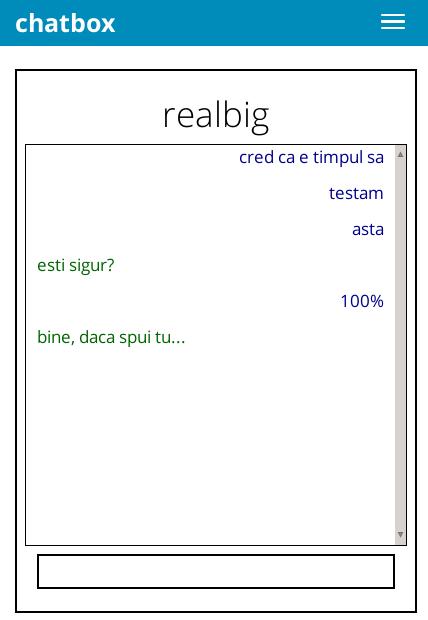 chatbox
realbig
cred ca e timpul sa
testam
asta
esti sigur?
100%
bine, daca spui tu...